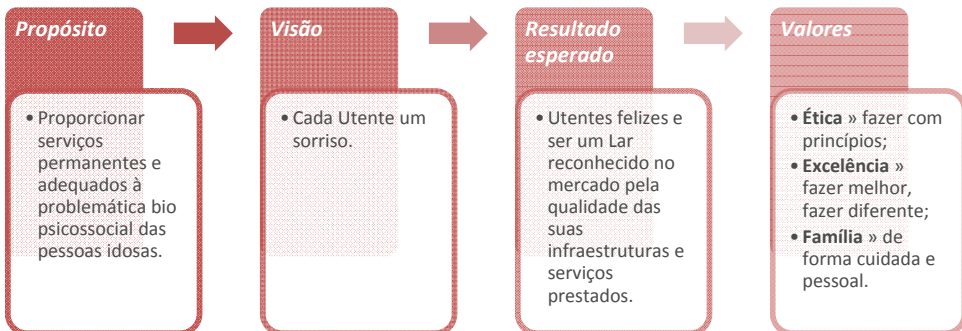 Propósito
• Proporcionar
serviços
permanentes e
adequados à
problemática bio
psicossocial das
pessoas idosas.
Visão
• Cada Utente um
sorriso.
Resultado
esperado
• Utentes felizes e
ser um Lar
reconhecido no
mercado pela
qualidade das
suas
infraestruturas e
serviços
prestados.
Valores
• Ética » fazer com
princípios;
• Excelência »
fazer melhor,
fazer diferente;
• Família » de
forma cuidada e
pessoal.